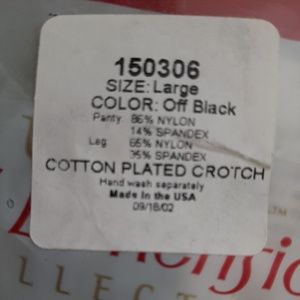 150306
SIZE: Large
COLOR: Off Black
Panty: 86% NYLON
14% SPANDEX
Leg: 65% NYLON
35% SPANDEX
COTTON PLATED CROTCH
Hand wash separately
Made in the USA
09/18/02